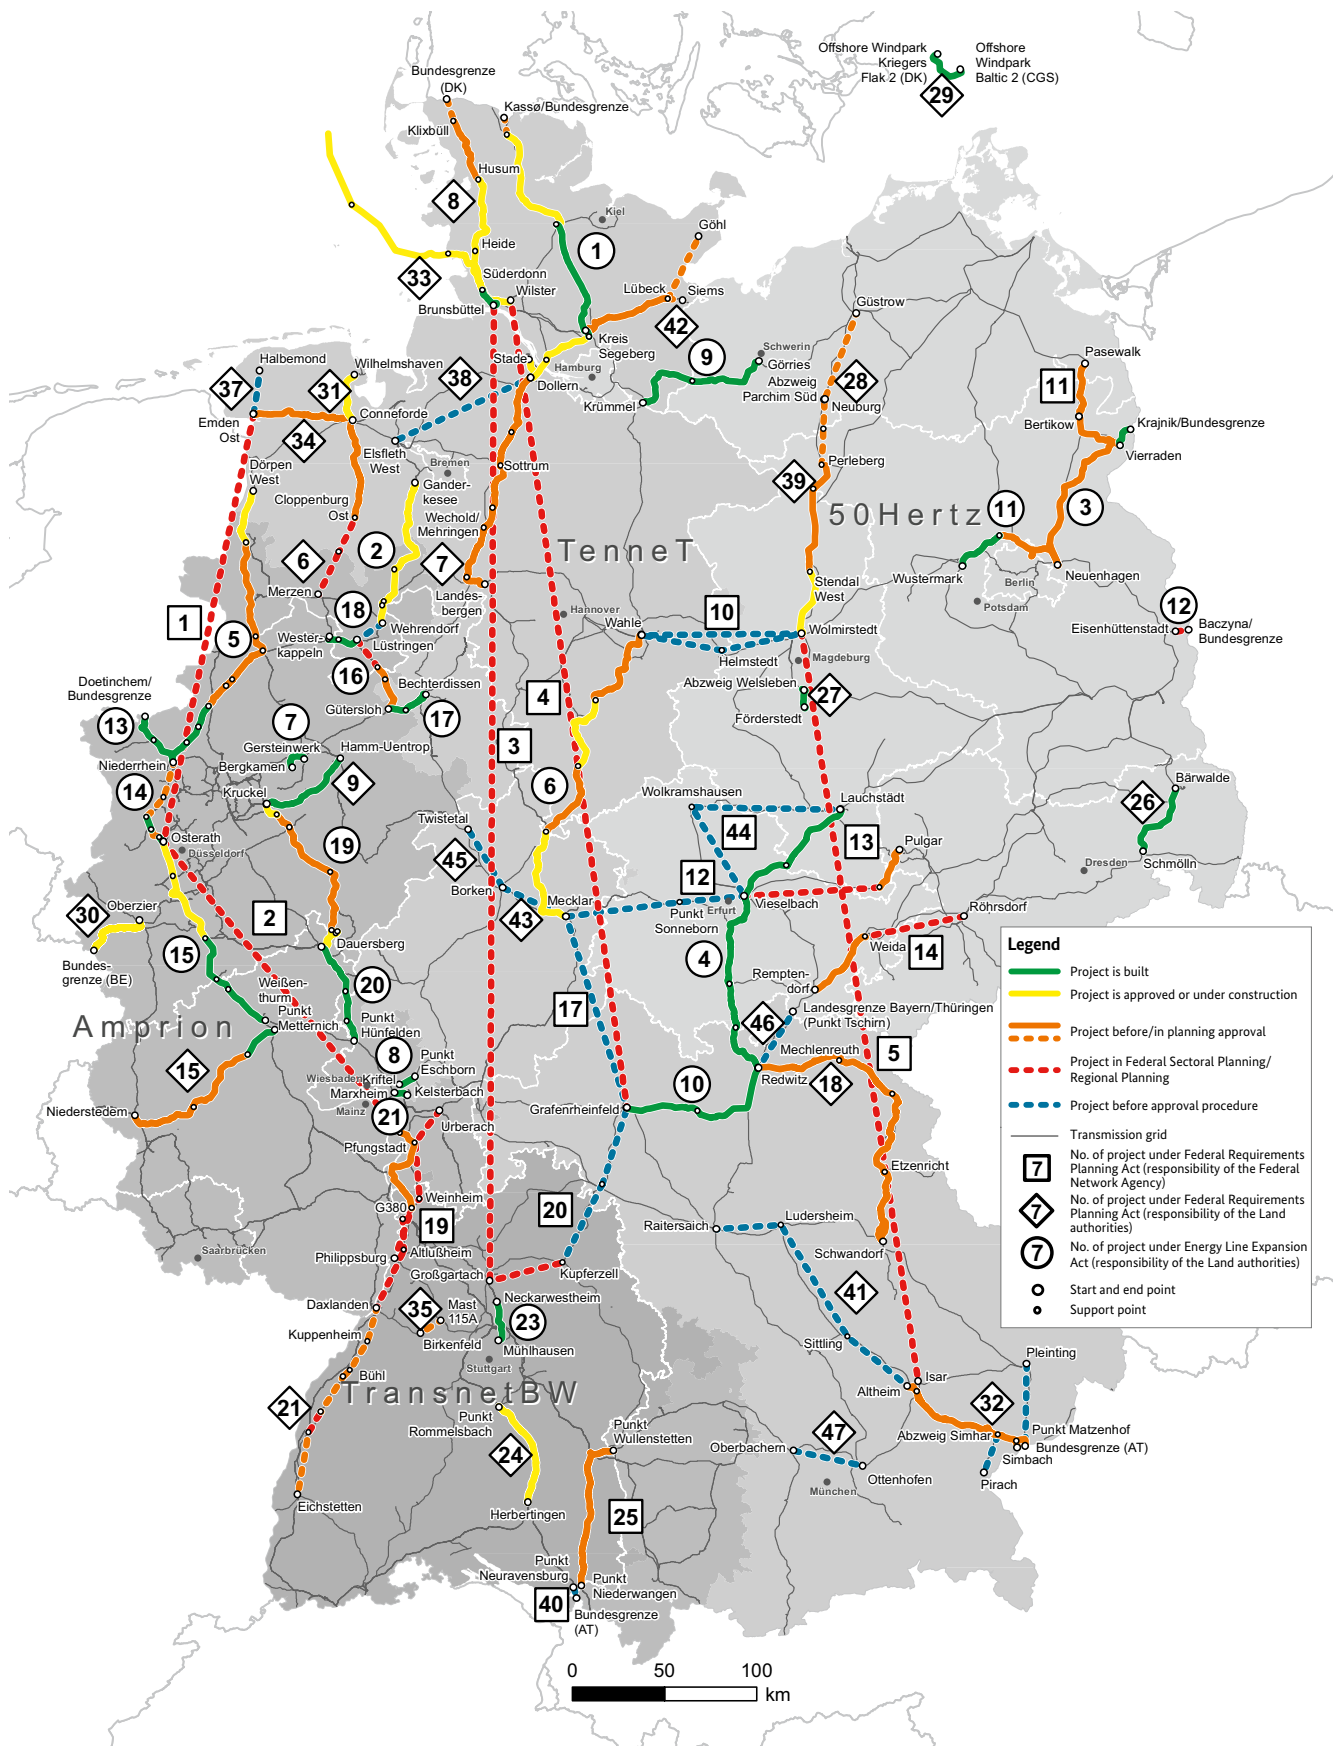 Offshore Windpark
Kriegers
Flak 2 (DK)
Offshore
Windpark
Baltic 2 (CGS)
29
Bundesgrenze
(DK)
Kassø/Bundesgrenze
Klixbüll
Husum
8
Kiel
Göhl
1
Heide
33
Süderdonn
Wilster
Brunsbüttel
Lübeck
Siems
42
Güstrow
Kreis
Segeberg
9
Schwerin
Görries
Pasewalk
Halbemond
Wilhelmshaven
37
31
38
Stade
Hamburg
Dollern
Krümmel
Abzweig
Parchim Süd
28
Neuburg
11
Bertikow
Krajnik/Bundesgrenze
Vierraden
Emden
Ost
Conneforde
34
Elsfleth
West
Bremen
Sottrum
Perleberg
39
Dörpen
West
Cloppenburg
Ost
Gander-
kesee
Wechold/
Mehringen
50Hertz
11
3
TenneT
6
2
7
Merzen
Landes-
bergen
Stendal
West
Wustermark
Berlin
Neuenhagen
Potsdam
1
18
Hannover
Wahle
10
12
5
Wester-
kappeln
Wehrendorf
Lüstringen
Wolmirstedt
Eisenhüttenstadt
Baczyna/
Bundesgrenze
Helmstedt
Magdeburg
16
Doetinchem/
Bundesgrenze
13
Bechterdissen
Gütersloh
17
4
Abzweig Welsleben
27
Förderstedt
7
3
Gersteinwerk
Bergkamen
Hamm-Uentrop
Niederrhein
9
6
14
Kruckel
Wolkramshausen
Lauchstädt
Bärwalde
26
Twistetal
44
13
Pulgar
Osterath
Düsseldorf
19
45
Dresden
Schmölln
Borken
12
30
Oberzier
2
Mecklar
43
Punkt
Sonneborn
Erfurt
Vieselbach
Röhrsdorf
Bundes-
grenze (BE)
15
Dauersberg
Weida
14
4
Weißen-
thurm
20
Rempten-
dorf
17
Amprion
Punkt
Metternich
Punkt
Hünfelden
46
Landesgrenze Bayern/Thüringen
(Punkt Tschirn)
Mechlenreuth
5
8
Punkt
Eschborn
15
Wiesbaden
Kriftel
Marxheim
Kelsterbach
Mainz
10
Redwitz
18
Niederstedem
21
Grafenrheinfeld
Urberach
Pfungstadt
Etzenricht
Weinheim
G380
19
20
Ludersheim
Raitersaich
Schwandorf
Saarbrücken
Philippsburg
Altlußheim
Großgartach
Kupferzell
Daxlanden
35
Mast
115A
Neckarwestheim
23
41
Kuppenheim
Birkenfeld
Mühlhausen
Stuttgart
Sittling
Pleinting
Bühl
TransnetBW
Isar
Altheim
21
32
Punkt
Rommelsbach
Punkt
Wullenstetten
47
Abzweig Simhar
Punkt Matzenhof
Bundesgrenze (AT)
Simbach
24
Oberbachern
Ottenhofen
Pirach
München
Eichstetten
Herbertingen
25
Punkt
Neuravensburg
Punkt
Niederwangen
40
Bundesgrenze
(AT)
0 50 100
km
Legend
Project is built
Project is approved or under construction
Project before/in planning approval
Project in Federal Sectoral Planning/
Regional Planning
Project before approval procedure
Transmission grid
7
No. of project under Federal Requirements
Planning Act (responsibility of the Federal
Network Agency)
7
No. of project under Federal Requirements
Planning Act (responsibility of the Land
authorities)
7
No. of project under Energy Line Expansion
Act (responsibility of the Land authorities)
Start and end point
Support point